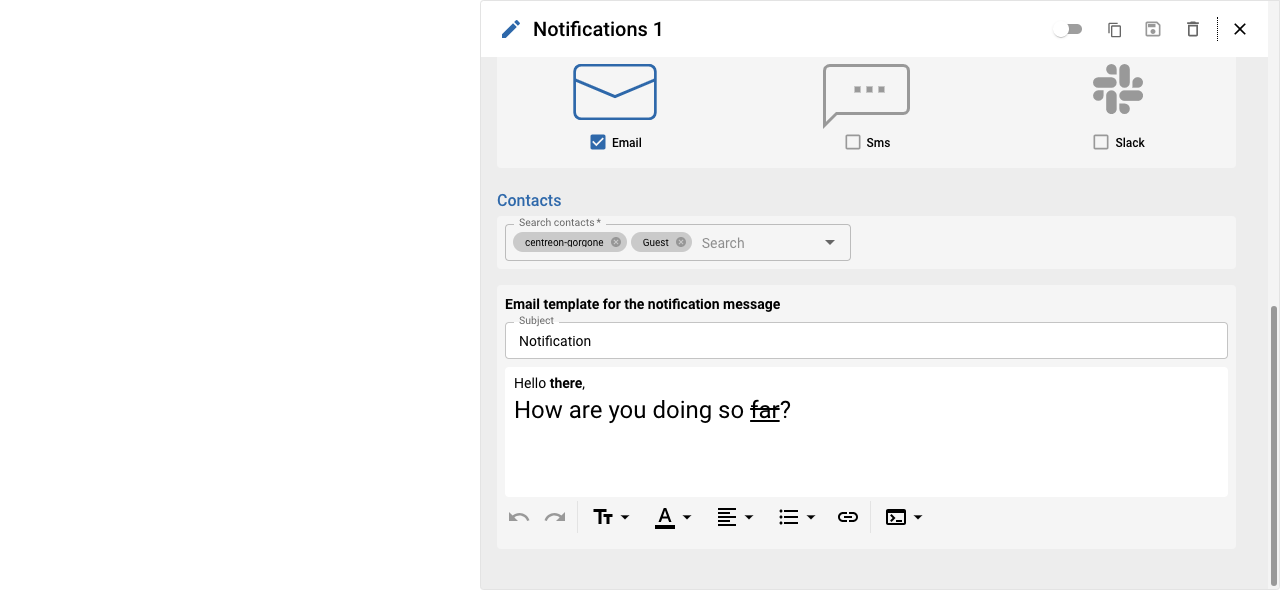 Notifications 1
Email
Sms
Slack
Contacts
Search contacts *
centreon-gorgone
Guest
Search
Email template for the notification message
Subject
Notification
Hello there,
How are you doing so far?